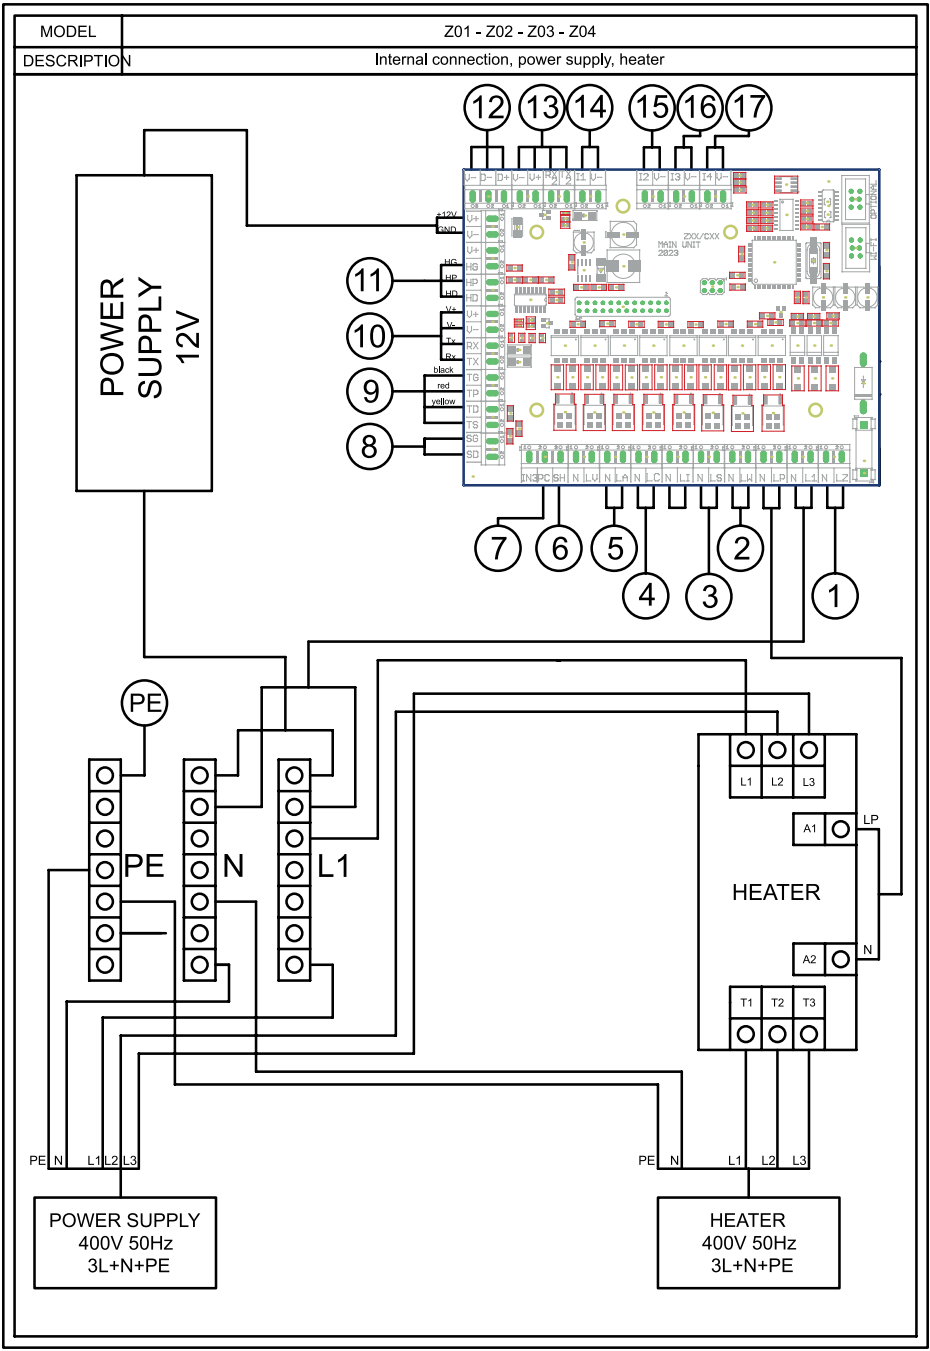 MODEL Z01 - Z02 - Z03 - Z04
DESCRIPTION Internal connection, power supply, heater
12 13 14 15 16 17
V- D- D+ V- V+ RX2 TX2 I1 V- I2 V- I3 V- I4 V-
OPTIONAL
WI-FI
ZXX/CXX
MAIN UNIT
2023
POWER
SUPPLY
12V
+12V V+
GND V-
V+
HG HG
11 HP HP
HD HD
V+ V+
10 V- V-
Tx RX
Rx TX
black TG
9 red TP
yellow TD
TS
8 SG
SD
IN3 PC SH N LV N LA N LC N LI N LS N LW N LP N L1 N LZ
7 6 5 2
4 3 1
PE
PE N L1
L1 L2 L3
A1 LP
HEATER
A2 N
T1 T2 T3
PE N L1 L2 L3
PE N L1 L2 L3
POWER SUPPLY
400V 50Hz
3L+N+PE
HEATER
400V 50Hz
3L+N+PE